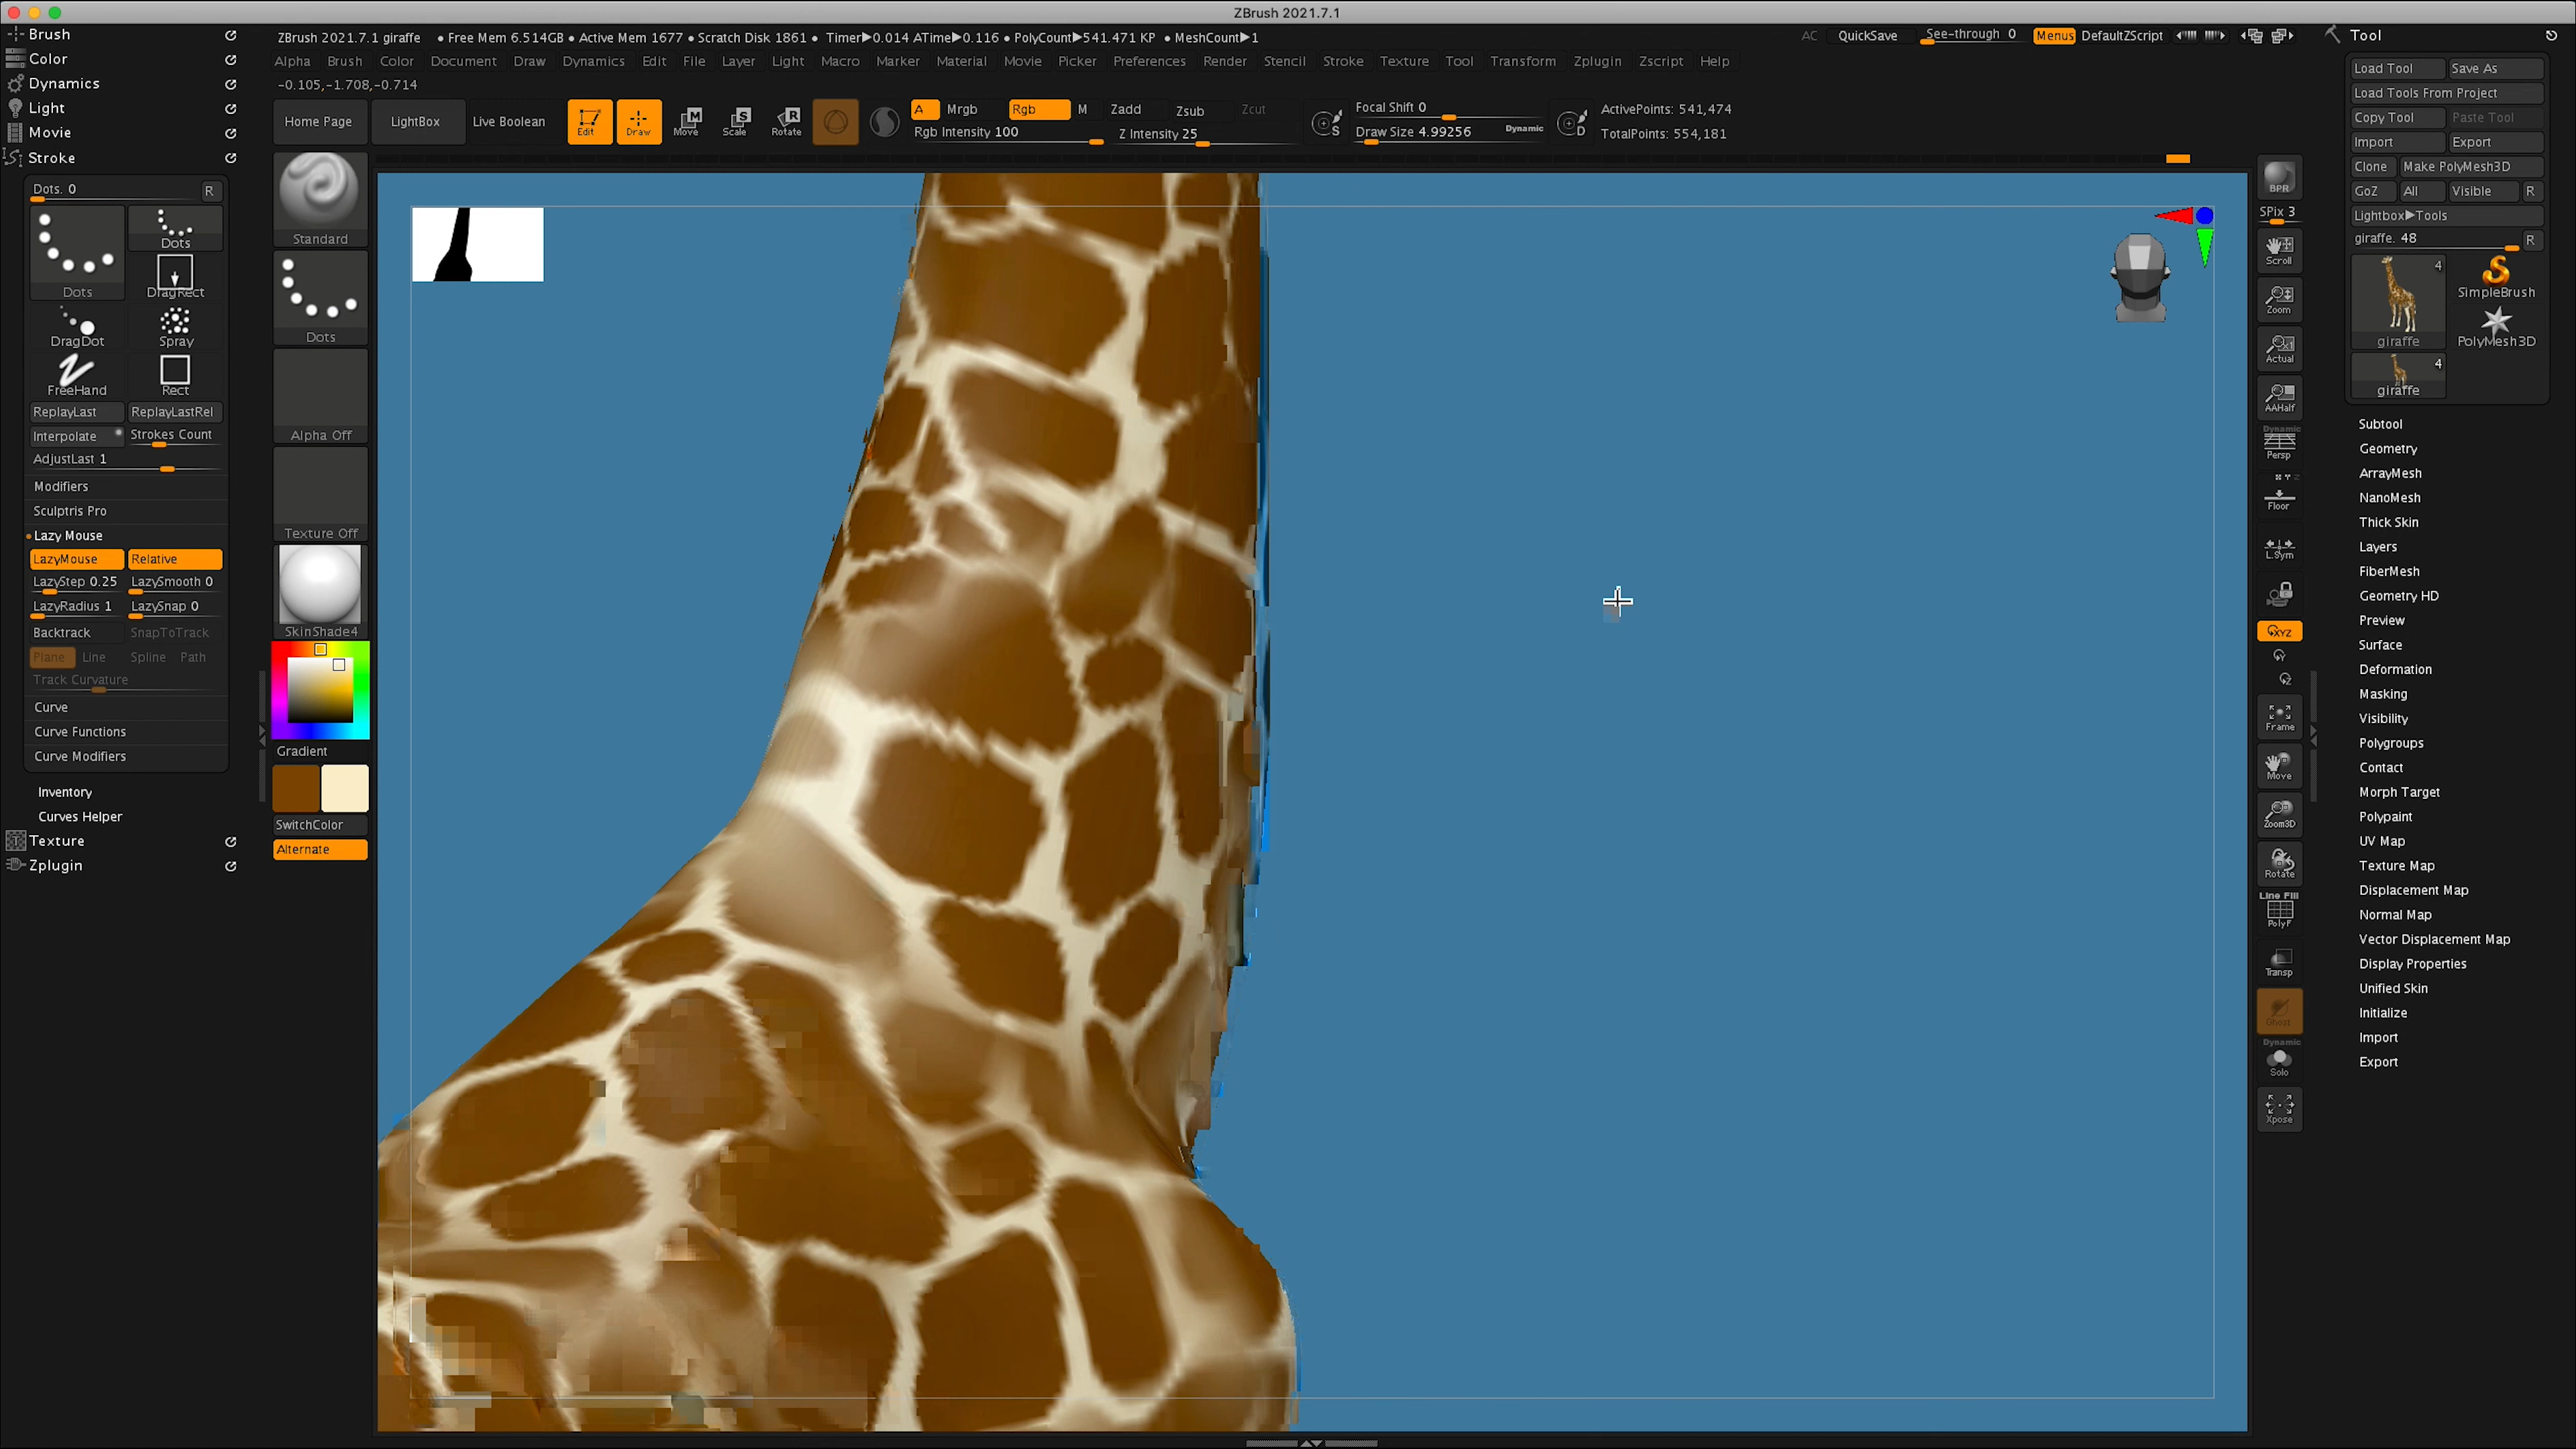 ZBrush 2021.7.1
Brush
Color
Dynamics
Light
Movie
Stroke
Dots. 0
R
Dots
Dots
DragRect
DragDot
Spray
FreeHand
Rect
ReplayLast
ReplayLastRel
Interpolate
Strokes Count
AdjustLast 1
Modifiers
Sculptris Pro
Lazy Mouse
LazyMouse
Relative
LazyStep 0.25
LazySmooth 0
LazyRadius 1
LazySnap 0
Backtrack
SnapToTrack
Plane
Line
Spline
Path
Track Curvature
Curve
Curve Functions
Curve Modifiers
Inventory
Curves Helper
Texture
Zplugin
ZBrush 2021.7.1 giraffe • Free Mem 6.514GB • Active Mem 1677 • Scratch Disk 1861 • Timer▶0.014 ATime▶0.116 • PolyCount▶541.471 KP • MeshCount▶1
AC
QuickSave
See-through 0
Menus
DefaultZScript
Alpha Brush Color Document Draw Dynamics Edit File Layer Light Macro Marker Material Movie Picker Preferences Render Stencil Stroke Texture Tool Transform Zplugin Zscript Help
-0.105,-1.708,-0.714
Home Page
LightBox
Live Boolean
Edit
Draw
Move
M
Scale
S
Rotate
R
A
Mrgb
Rgb
M
Zadd
Zsub
Zcut
Rgb Intensity 100
Z Intensity 25
S
Focal Shift 0
Draw Size 4.99256
Dynamic
D
ActivePoints: 541,474
TotalPoints: 554,181
Standard
Dots
Alpha Off
Texture Off
SkinShade4
Gradient
SwitchColor
Alternate
BPR
SPix 3
Scroll
Zoom
Actual
AAHalf
Dynamic
Persp
Floor
L.Sym
XYZ
Frame
Move
Zoom3D
Rotate
Line Fill
PolyF
Transp
Ghost
Dynamic
Solo
Xpose
Tool
Load Tool
Save As
Load Tools From Project
Copy Tool
Paste Tool
Import
Export
Clone
Make PolyMesh3D
GoZ
All
Visible
R
Lightbox▶Tools
giraffe. 48
R
4
giraffe
SimpleBrush
PolyMesh3D
4
giraffe
Subtool
Geometry
ArrayMesh
NanoMesh
Thick Skin
Layers
FiberMesh
Geometry HD
Preview
Surface
Deformation
Masking
Visibility
Polygroups
Contact
Morph Target
Polypaint
UV Map
Texture Map
Displacement Map
Normal Map
Vector Displacement Map
Display Properties
Unified Skin
Initialize
Import
Export